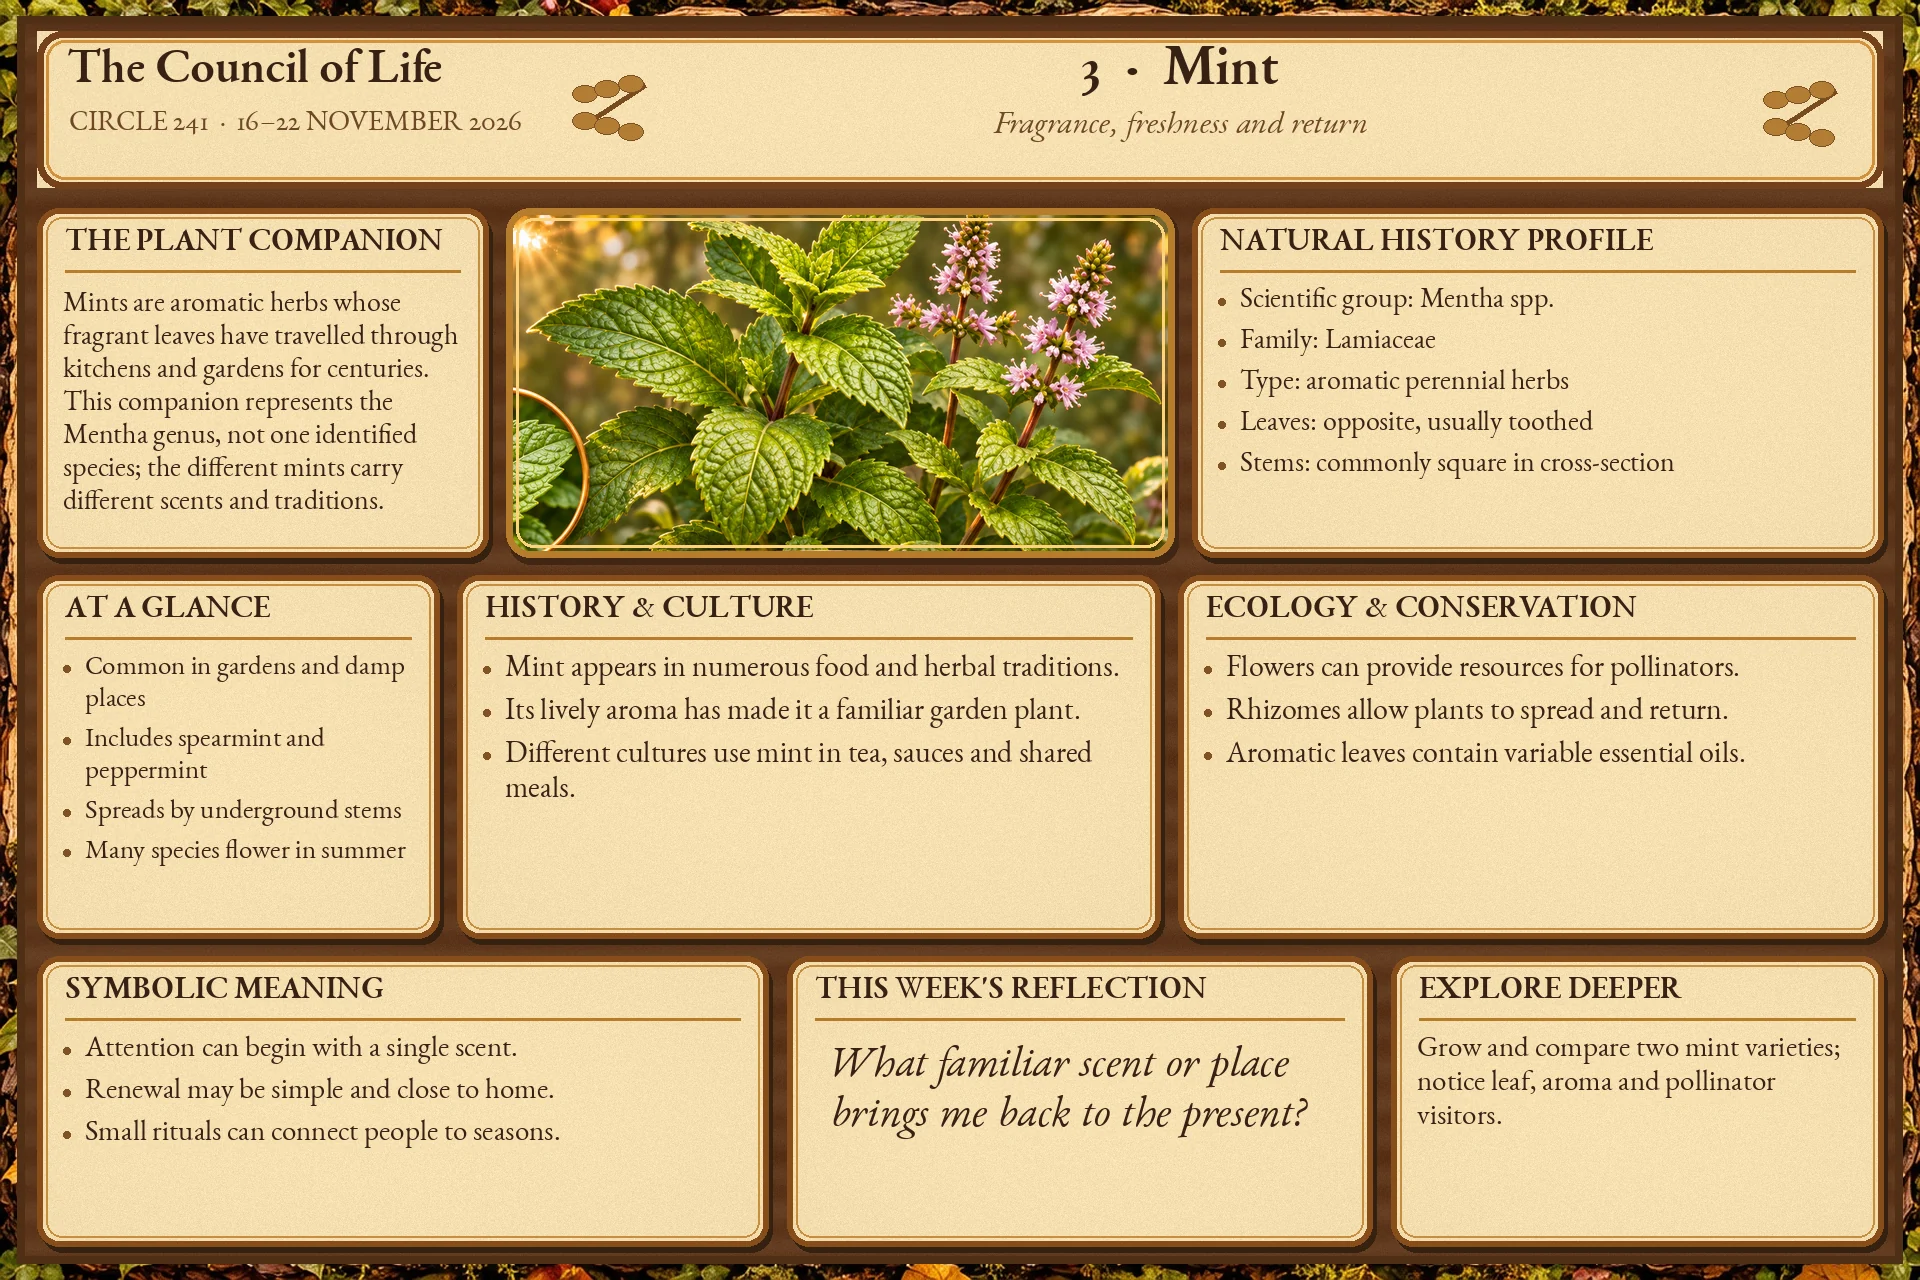 The Council of Life
CIRCLE 241 · 16–22 NOVEMBER 2026
3 · Mint
Fragrance, freshness and return
THE PLANT COMPANION
Mints are aromatic herbs whose
fragrant leaves have travelled through
kitchens and gardens for centuries.
This companion represents the
Mentha genus, not one identified
species; the different mints carry
different scents and traditions.
NATURAL HISTORY PROFILE
• Scientific group: Mentha spp.
• Family: Lamiaceae
• Type: aromatic perennial herbs
• Leaves: opposite, usually toothed
• Stems: commonly square in cross-section
AT A GLANCE
• Common in gardens and damp
places
• Includes spearmint and
peppermint
• Spreads by underground stems
• Many species flower in summer
HISTORY & CULTURE
• Mint appears in numerous food and herbal traditions.
• Its lively aroma has made it a familiar garden plant.
• Different cultures use mint in tea, sauces and shared
meals.
ECOLOGY & CONSERVATION
• Flowers can provide resources for pollinators.
• Rhizomes allow plants to spread and return.
• Aromatic leaves contain variable essential oils.
SYMBOLIC MEANING
• Attention can begin with a single scent.
• Renewal may be simple and close to home.
• Small rituals can connect people to seasons.
THIS WEEK'S REFLECTION
What familiar scent or place
brings me back to the present?
EXPLORE DEEPER
Grow and compare two mint varieties;
notice leaf, aroma and pollinator
visitors.